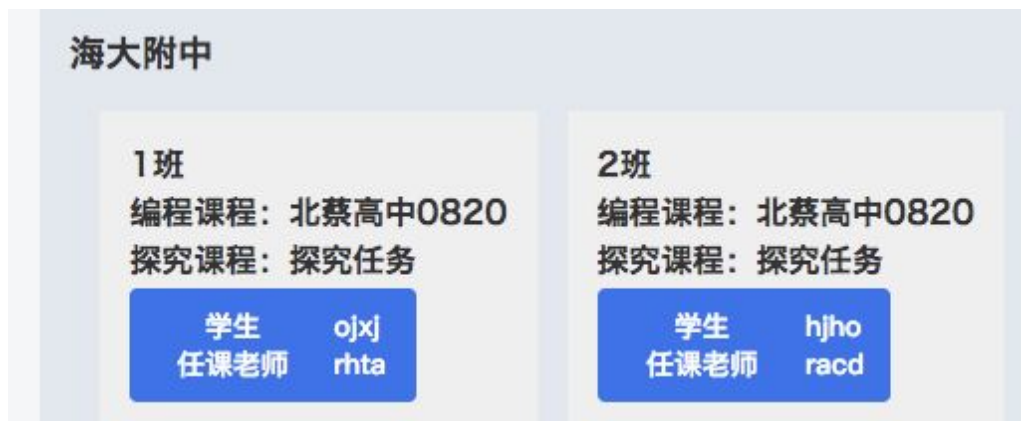 海大附中
1班
编程课程：北蔡高中0820
探究课程：探究任务
学生 ojxj
任课老师 rhta
2班
编程课程：北蔡高中0820
探究课程：探究任务
学生 hjho
任课老师 racd